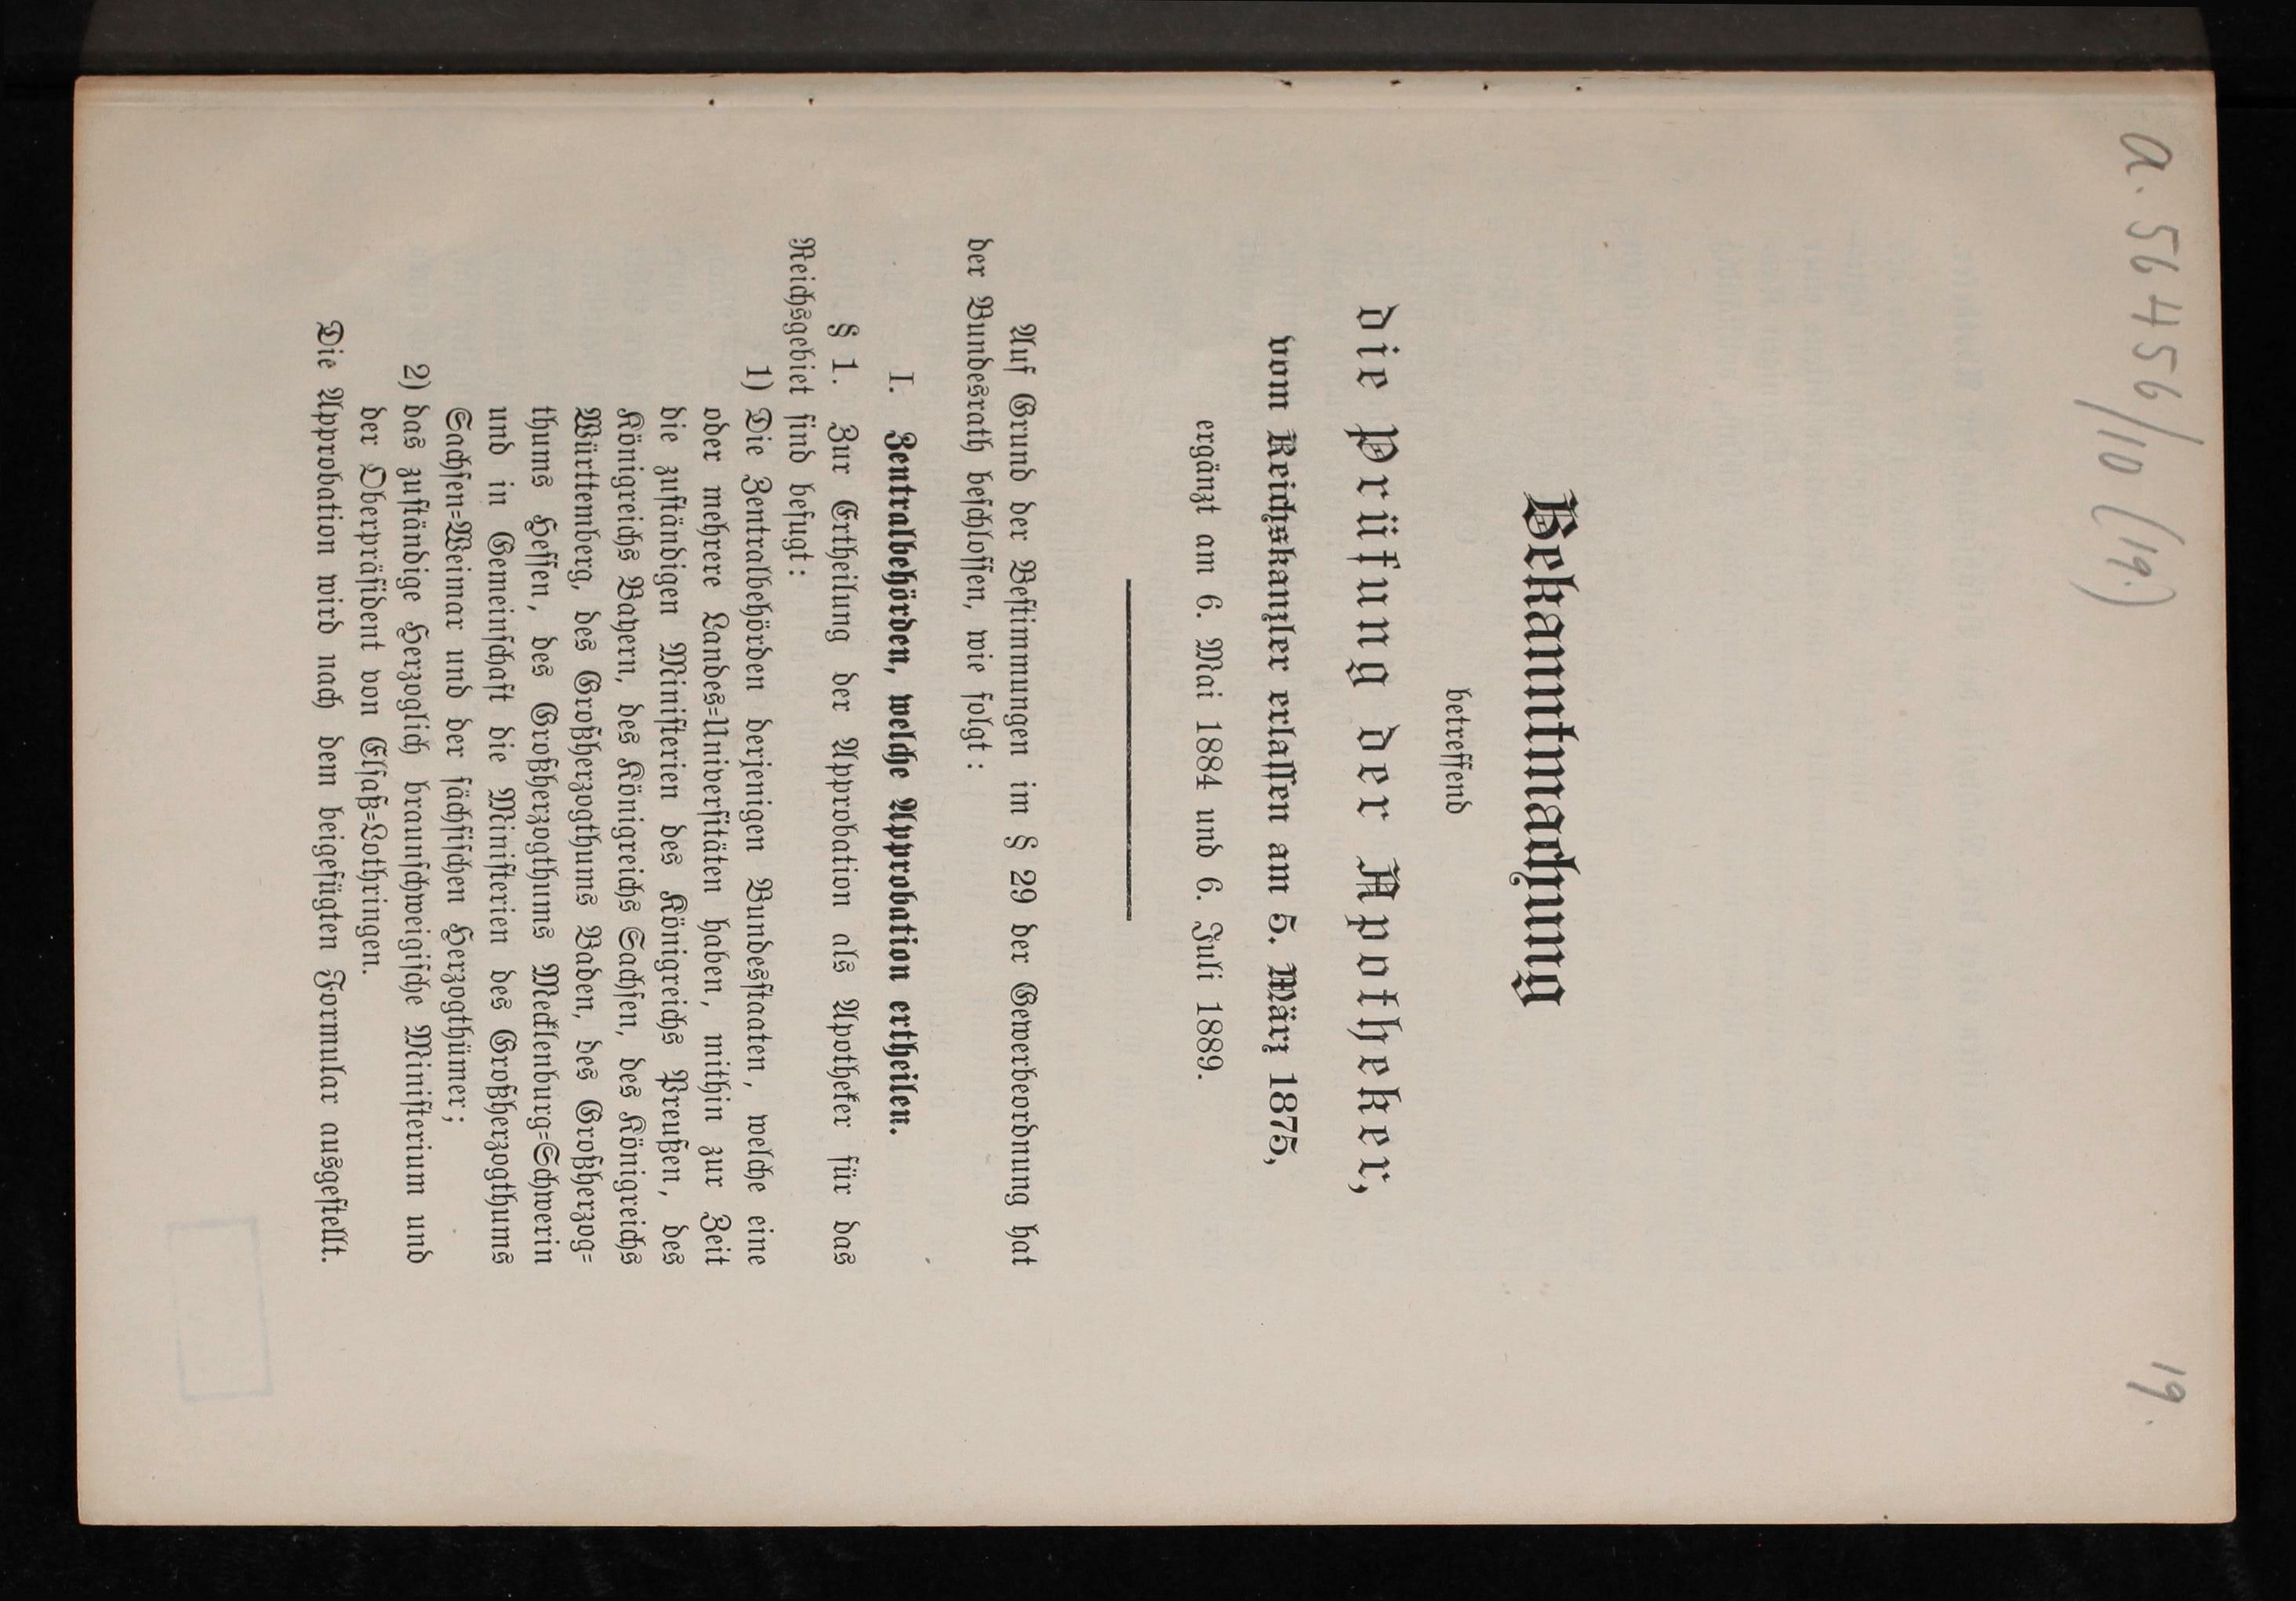 a. 56456/10 (19.)
19.
Bekanntmachung
betreffend
die Prüfung der Apotheker,
vom Reichskanzler erlassen am 5. März 1875,
ergänzt am 6. Mai 1884 und 6. Juli 1889.
Auf Grund der Bestimmungen im § 29 der Gewerbeordnung hat
der Bundesrath beschlossen, wie folgt:
I. Zentralbehörden, welche Approbation ertheilen.
§ 1. Zur Ertheilung der Approbation als Apotheker für das
Reichsgebiet sind befugt:
1) Die Zentralbehörden derjenigen Bundesstaaten, welche eine
oder mehrere Landes=Universitäten haben, mithin zur Zeit
die zuständigen Ministerien des Königreichs Preußen, des
Königreichs Bayern, des Königreichs Sachsen, des Königreichs
Württemberg, des Großherzogthums Baden, des Großherzog=
thums Hessen, des Großherzogthums Mecklenburg=Schwerin
und in Gemeinschaft die Ministerien des Großherzogthums
Sachsen=Weimar und der sächsischen Herzogthümer;
2) das zuständige Herzoglich braunschweigische Ministerium und
der Oberpräsident von Elsaß=Lothringen.
Die Approbation wird nach dem beigefügten Formular ausgestellt.